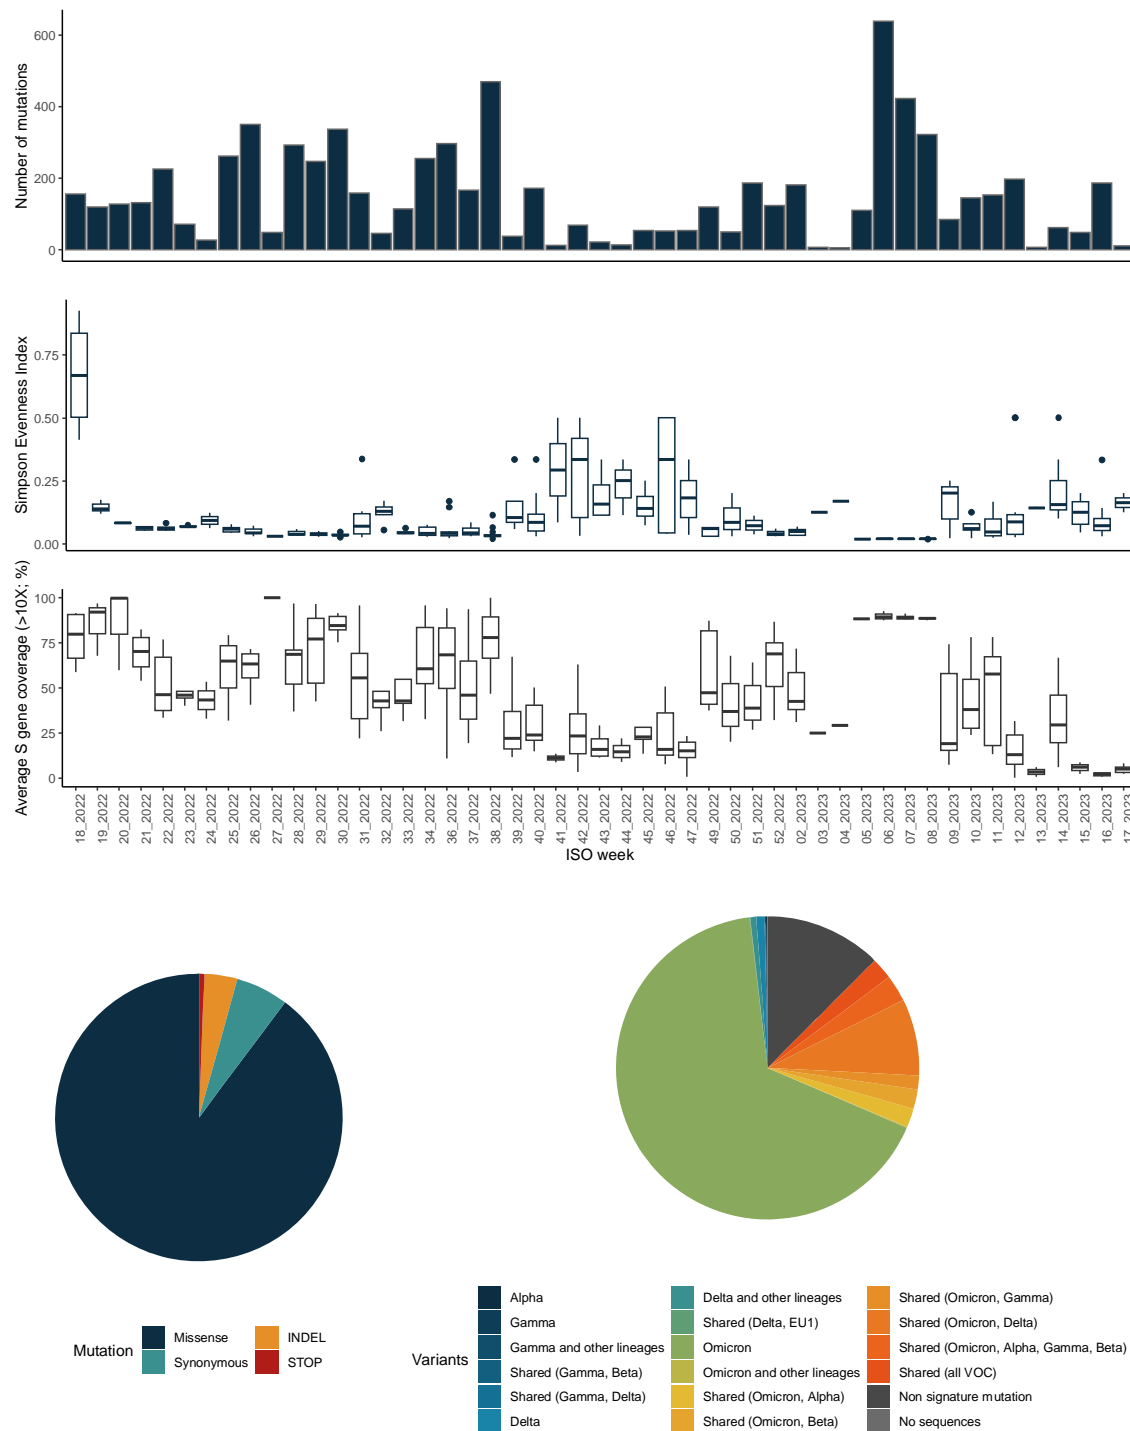 Number of mutations
600
400
200
0
Simpson Evenness Index
0.75
0.50
0.25
0.00
Average S gene coverage (>10X; %)
100
75
50
25
0
18_2022
19_2022
20_2022
21_2022
22_2022
23_2022
24_2022
25_2022
26_2022
27_2022
28_2022
29_2022
30_2022
31_2022
32_2022
33_2022
34_2022
36_2022
37_2022
38_2022
39_2022
40_2022
41_2022
42_2022
43_2022
44_2022
45_2022
46_2022
47_2022
49_2022
50_2022
51_2022
52_2022
02_2023
03_2023
04_2023
05_2023
06_2023
07_2023
08_2023
09_2023
10_2023
11_2023
12_2023
13_2023
14_2023
15_2023
16_2023
17_2023
ISO week
Mutation
Missense
Synonymous
INDEL
STOP
Variants
Alpha
Gamma
Gamma and other lineages
Shared (Gamma, Beta)
Shared (Gamma, Delta)
Delta
Delta and other lineages
Shared (Delta, EU1)
Omicron
Omicron and other lineages
Shared (Omicron, Alpha)
Shared (Omicron, Beta)
Shared (Omicron, Gamma)
Shared (Omicron, Delta)
Shared (Omicron, Alpha, Gamma, Beta)
Shared (all VOC)
Non signature mutation
No sequences